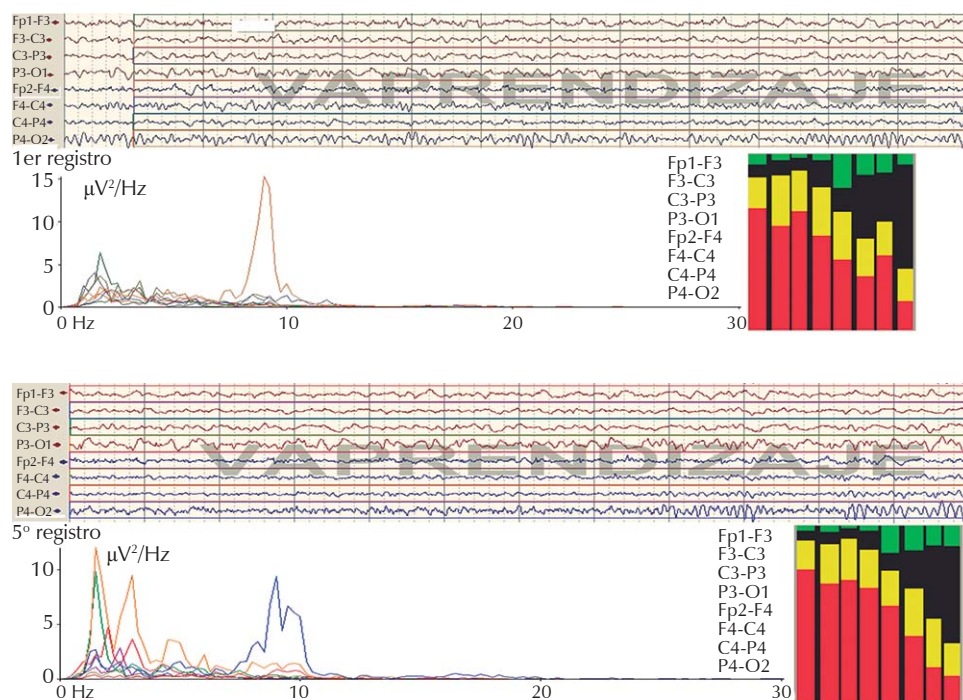 Fp1-F3
F3-C3
C3-P3
P3-O1
Fp2-F4
F4-C4
C4-P4
P4-O2
VAPRENDIZAJE
1er registro
µV²/Hz
15
10
5
0
0 Hz 10 20 30
Fp1-F3
F3-C3
C3-P3
P3-O1
Fp2-F4
F4-C4
C4-P4
P4-O2
Fp1-F3
F3-C3
C3-P3
P3-O1
Fp2-F4
F4-C4
C4-P4
P4-O2
VAPRENDIZAJE
5º registro
µV²/Hz
10
5
0
0 Hz 10 20 30
Fp1-F3
F3-C3
C3-P3
P3-O1
Fp2-F4
F4-C4
C4-P4
P4-O2